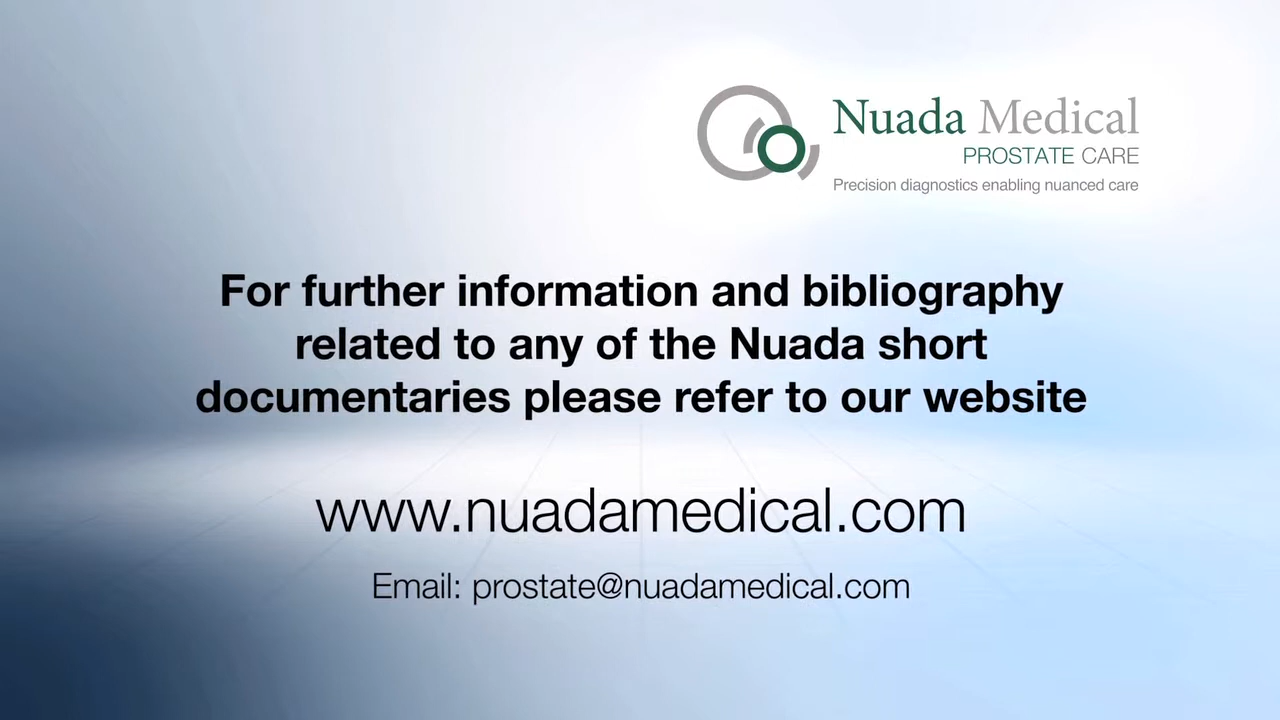 Nuada Medical
PROSTATE CARE
Precision diagnostics enabling nuanced care
For further information and bibliography
related to any of the Nuada short
documentaries please refer to our website
www.nuadamedical.com
Email: prostate@nuadamedical.com